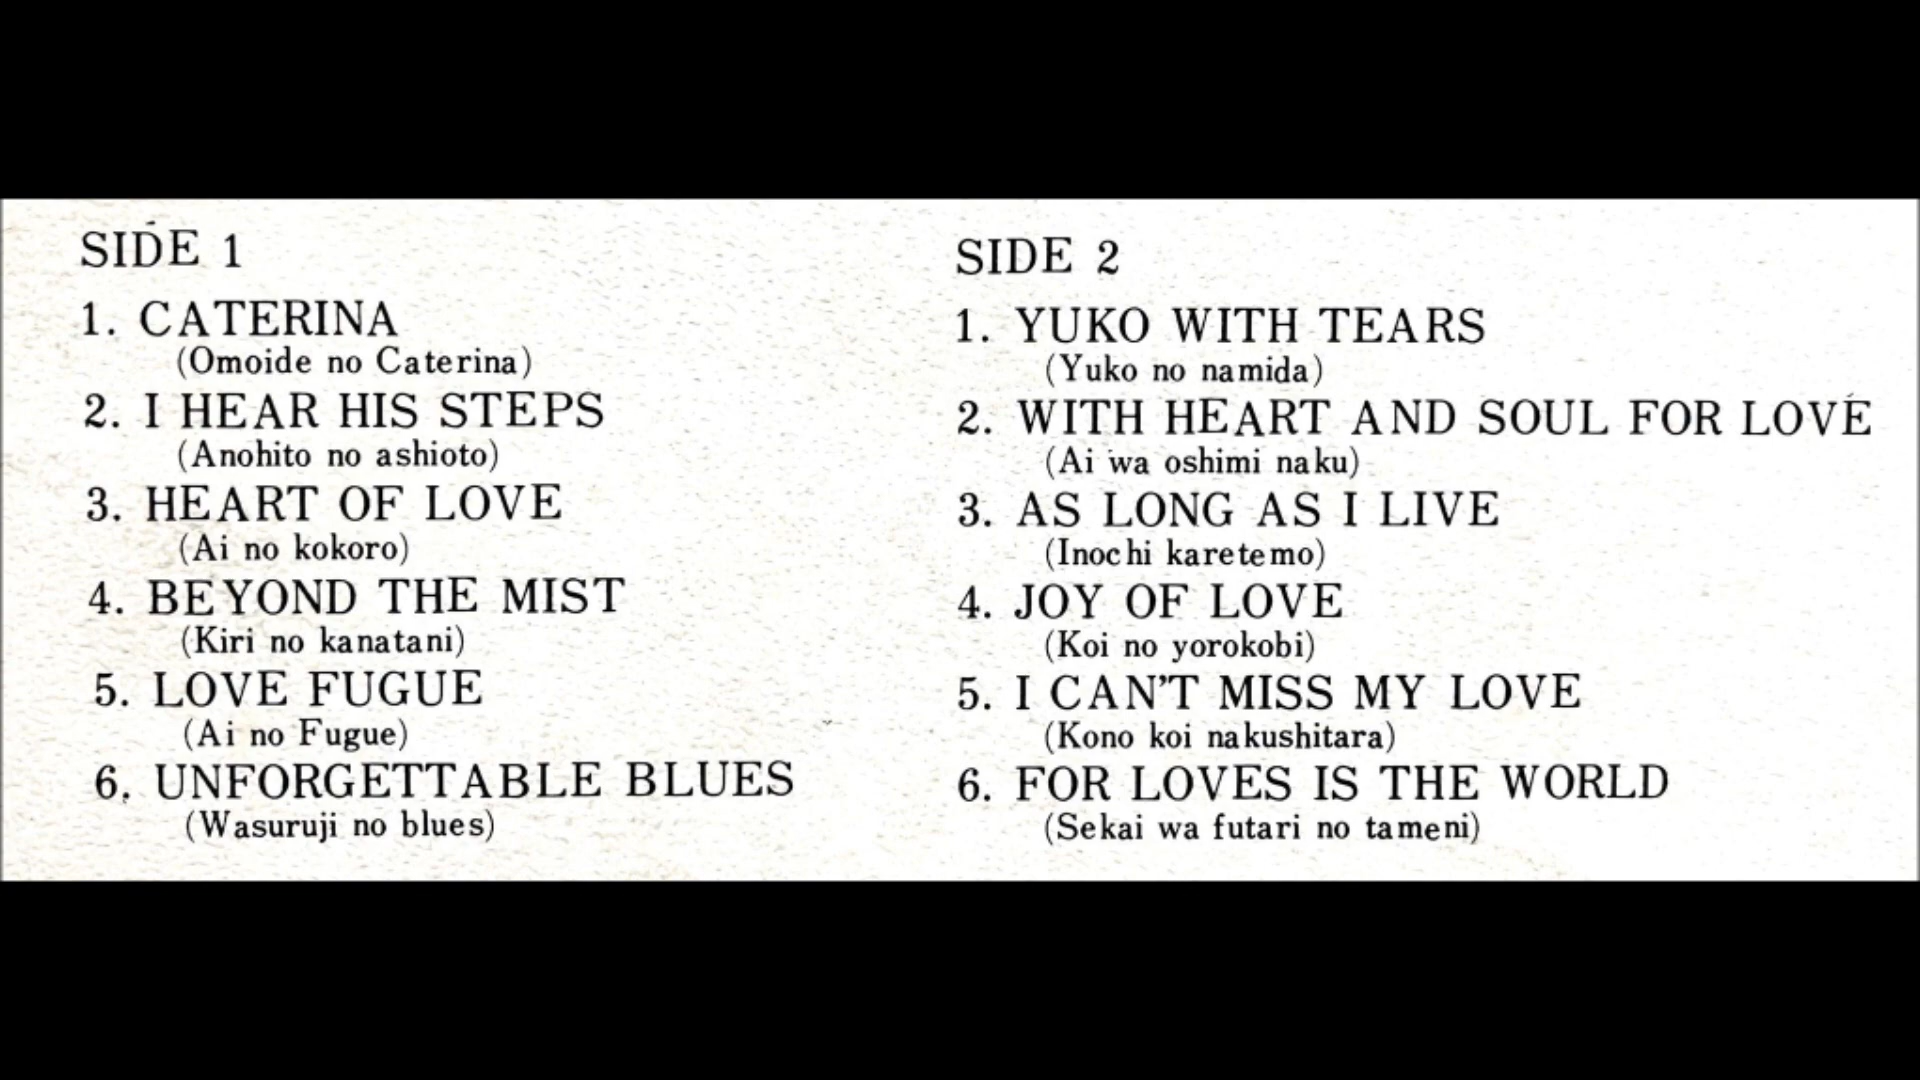 SIDE 1
1. CATERINA
(Omoide no Caterina)
2. I HEAR HIS STEPS
(Anohito no ashioto)
3. HEART OF LOVE
(Ai no kokoro)
4. BEYOND THE MIST
(Kiri no kanatani)
5. LOVE FUGUE
(Ai no Fugue)
6. UNFORGETTABLE BLUES
(Wasuruji no blues)
SIDE 2
1. YUKO WITH TEARS
(Yuko no namida)
2. WITH HEART AND SOUL FOR LOVE
(Ai wa oshimi naku)
3. AS LONG AS I LIVE
(Inochi karetemo)
4. JOY OF LOVE
(Koi no yorokobi)
5. I CAN'T MISS MY LOVE
(Kono koi nakushitara)
6. FOR LOVES IS THE WORLD
(Sekai wa futari no tameni)